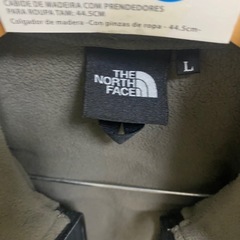 CABIDE DE MADEIRA COM PRENDEDORES
PARA ROUPA TAM: 44,5CM
Colgador de madera - Con pinzas de ropa - 44,5cm-
THE
NORTH
FACE
L